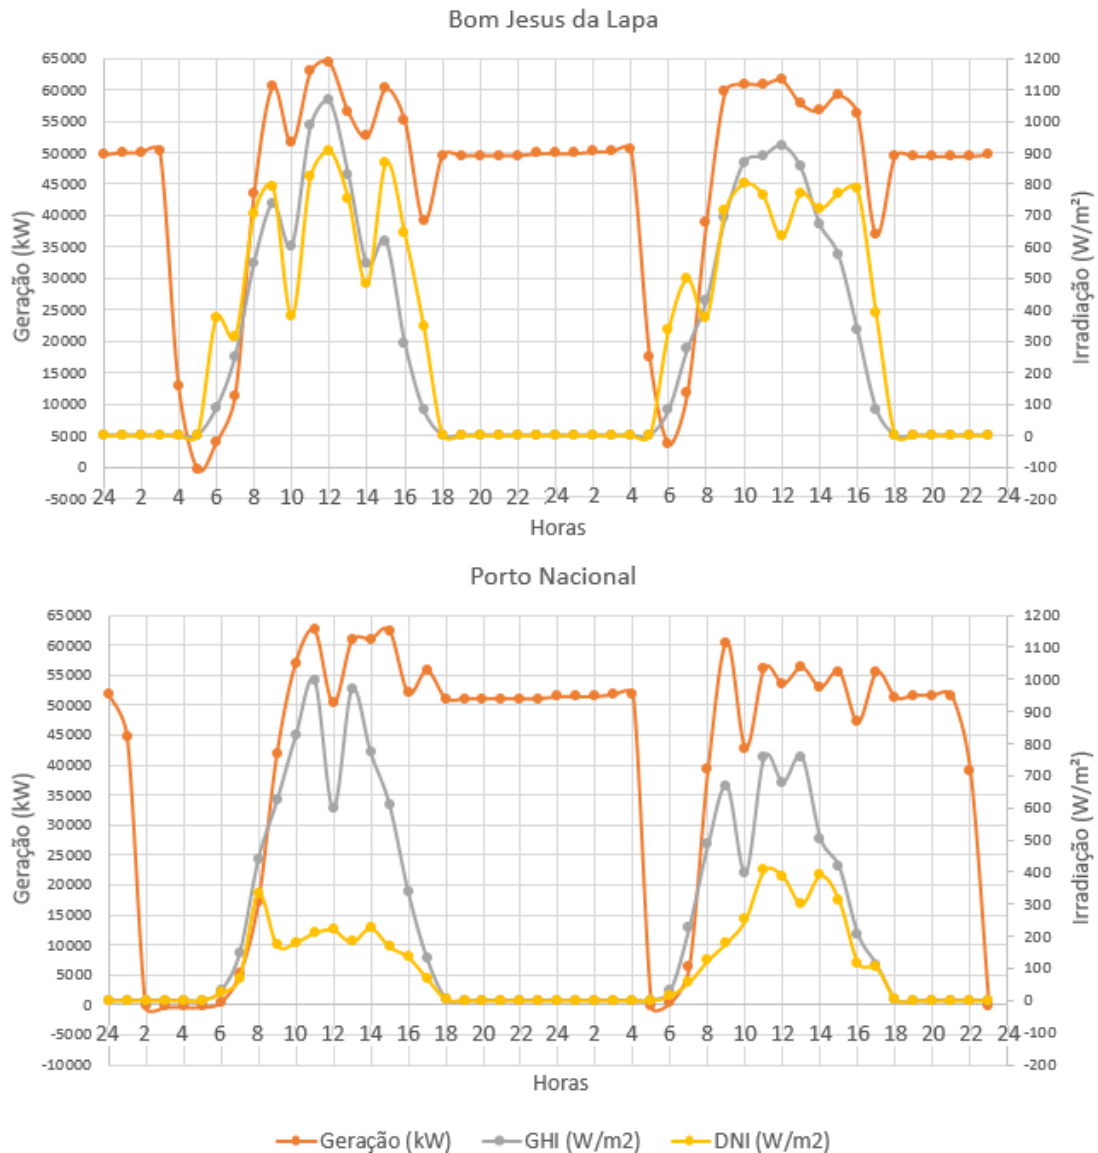 Bom Jesus da Lapa
65000 1200
60000 1100
55000 1000
50000 900
45000 800
40000 700
35000 600
30000 500
25000 400
20000 300
15000 200
10000 100
5000 0
0 -100
-5000 -200
Geração (kW)
Irradiação (W/m²)
24 2 4 6 8 10 12 14 16 18 20 22 24 2 4 6 8 10 12 14 16 18 20 22 24
Horas
Porto Nacional
65000 1200
60000 1100
55000 1000
50000 900
45000 800
40000 700
35000 600
30000 500
25000 400
20000 300
15000 200
10000 100
5000 0
0 -100
-5000 -200
-10000
Geração (kW)
Irradiação (W/m²)
24 2 4 6 8 10 12 14 16 18 20 22 24 2 4 6 8 10 12 14 16 18 20 22 24
Horas
Geração (kW) GHI (W/m2) DNI (W/m2)